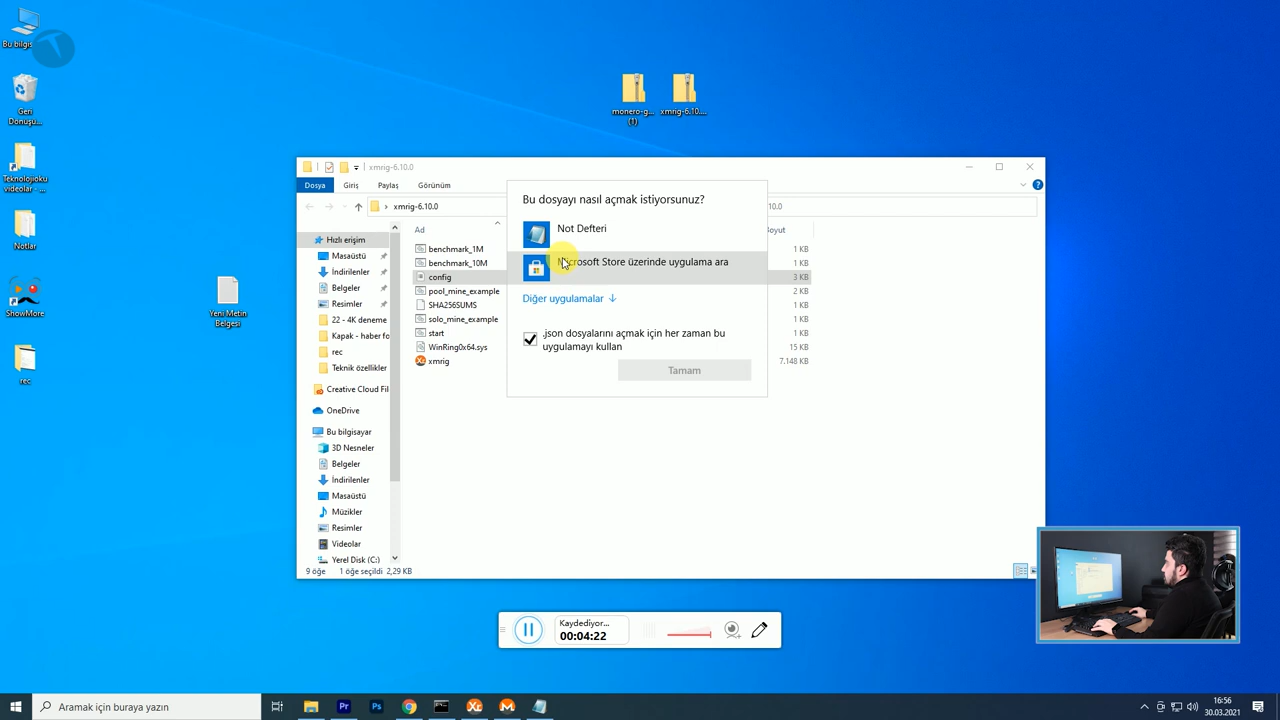 Bu bilgis...
Geri
Dönüşü...
Teknolojioku
videolar - ...
Notlar
ShowMore
rec
Yeni Metin
Belgesi
monero-g...
(1)
xmrig-6.10....
xmrig-6.10.0
Dosya
Giriş
Paylaş
Görünüm
xmrig-6.10.0
10.0
Hızlı erişim
Masaüstü
İndirilenler
Belgeler
Resimler
22 - 4K deneme
Kapak - haber fo
rec
Teknik özellikler
Creative Cloud Fil
OneDrive
Bu bilgisayar
3D Nesneler
Belgeler
İndirilenler
Masaüstü
Müzikler
Resimler
Videolar
Yerel Disk (C:)
Ad
Boyut
benchmark_1M
1 KB
benchmark_10M
1 KB
config
3 KB
pool_mine_example
2 KB
SHA256SUMS
1 KB
solo_mine_example
1 KB
start
1 KB
WinRing0x64.sys
15 KB
xmrig
7.148 KB
Bu dosyayı nasıl açmak istiyorsunuz?
Not Defteri
Microsoft Store üzerinde uygulama ara
Diğer uygulamalar
.json dosyalarını açmak için her zaman bu
uygulamayı kullan
Tamam
9 öğe
1 öğe seçildi
2,29 KB
Kaydediyor...
00:04:22
Aramak için buraya yazın
Pr
Ps
16:56
30.03.2021